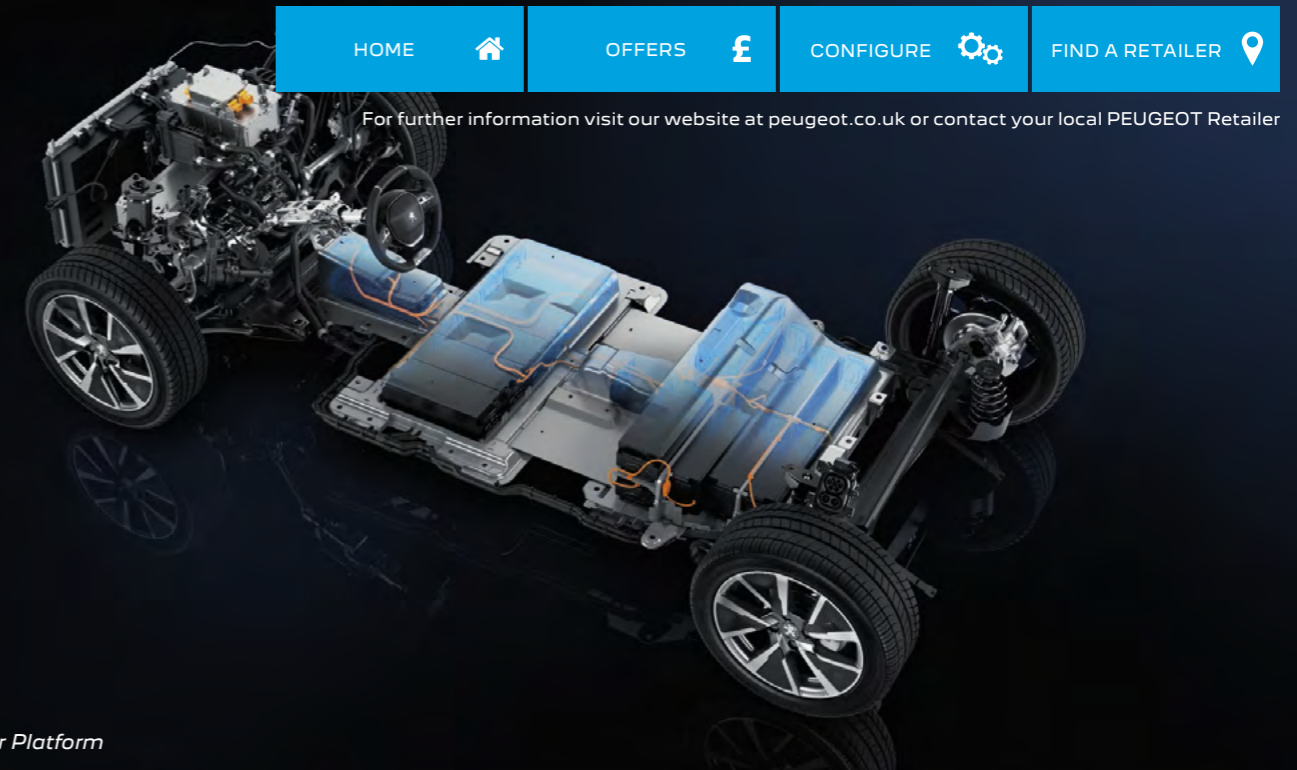 HOME
OFFERS £
CONFIGURE
FIND A RETAILER
For further information visit our website at peugeot.co.uk or contact your local PEUGEOT Retailer
Platform